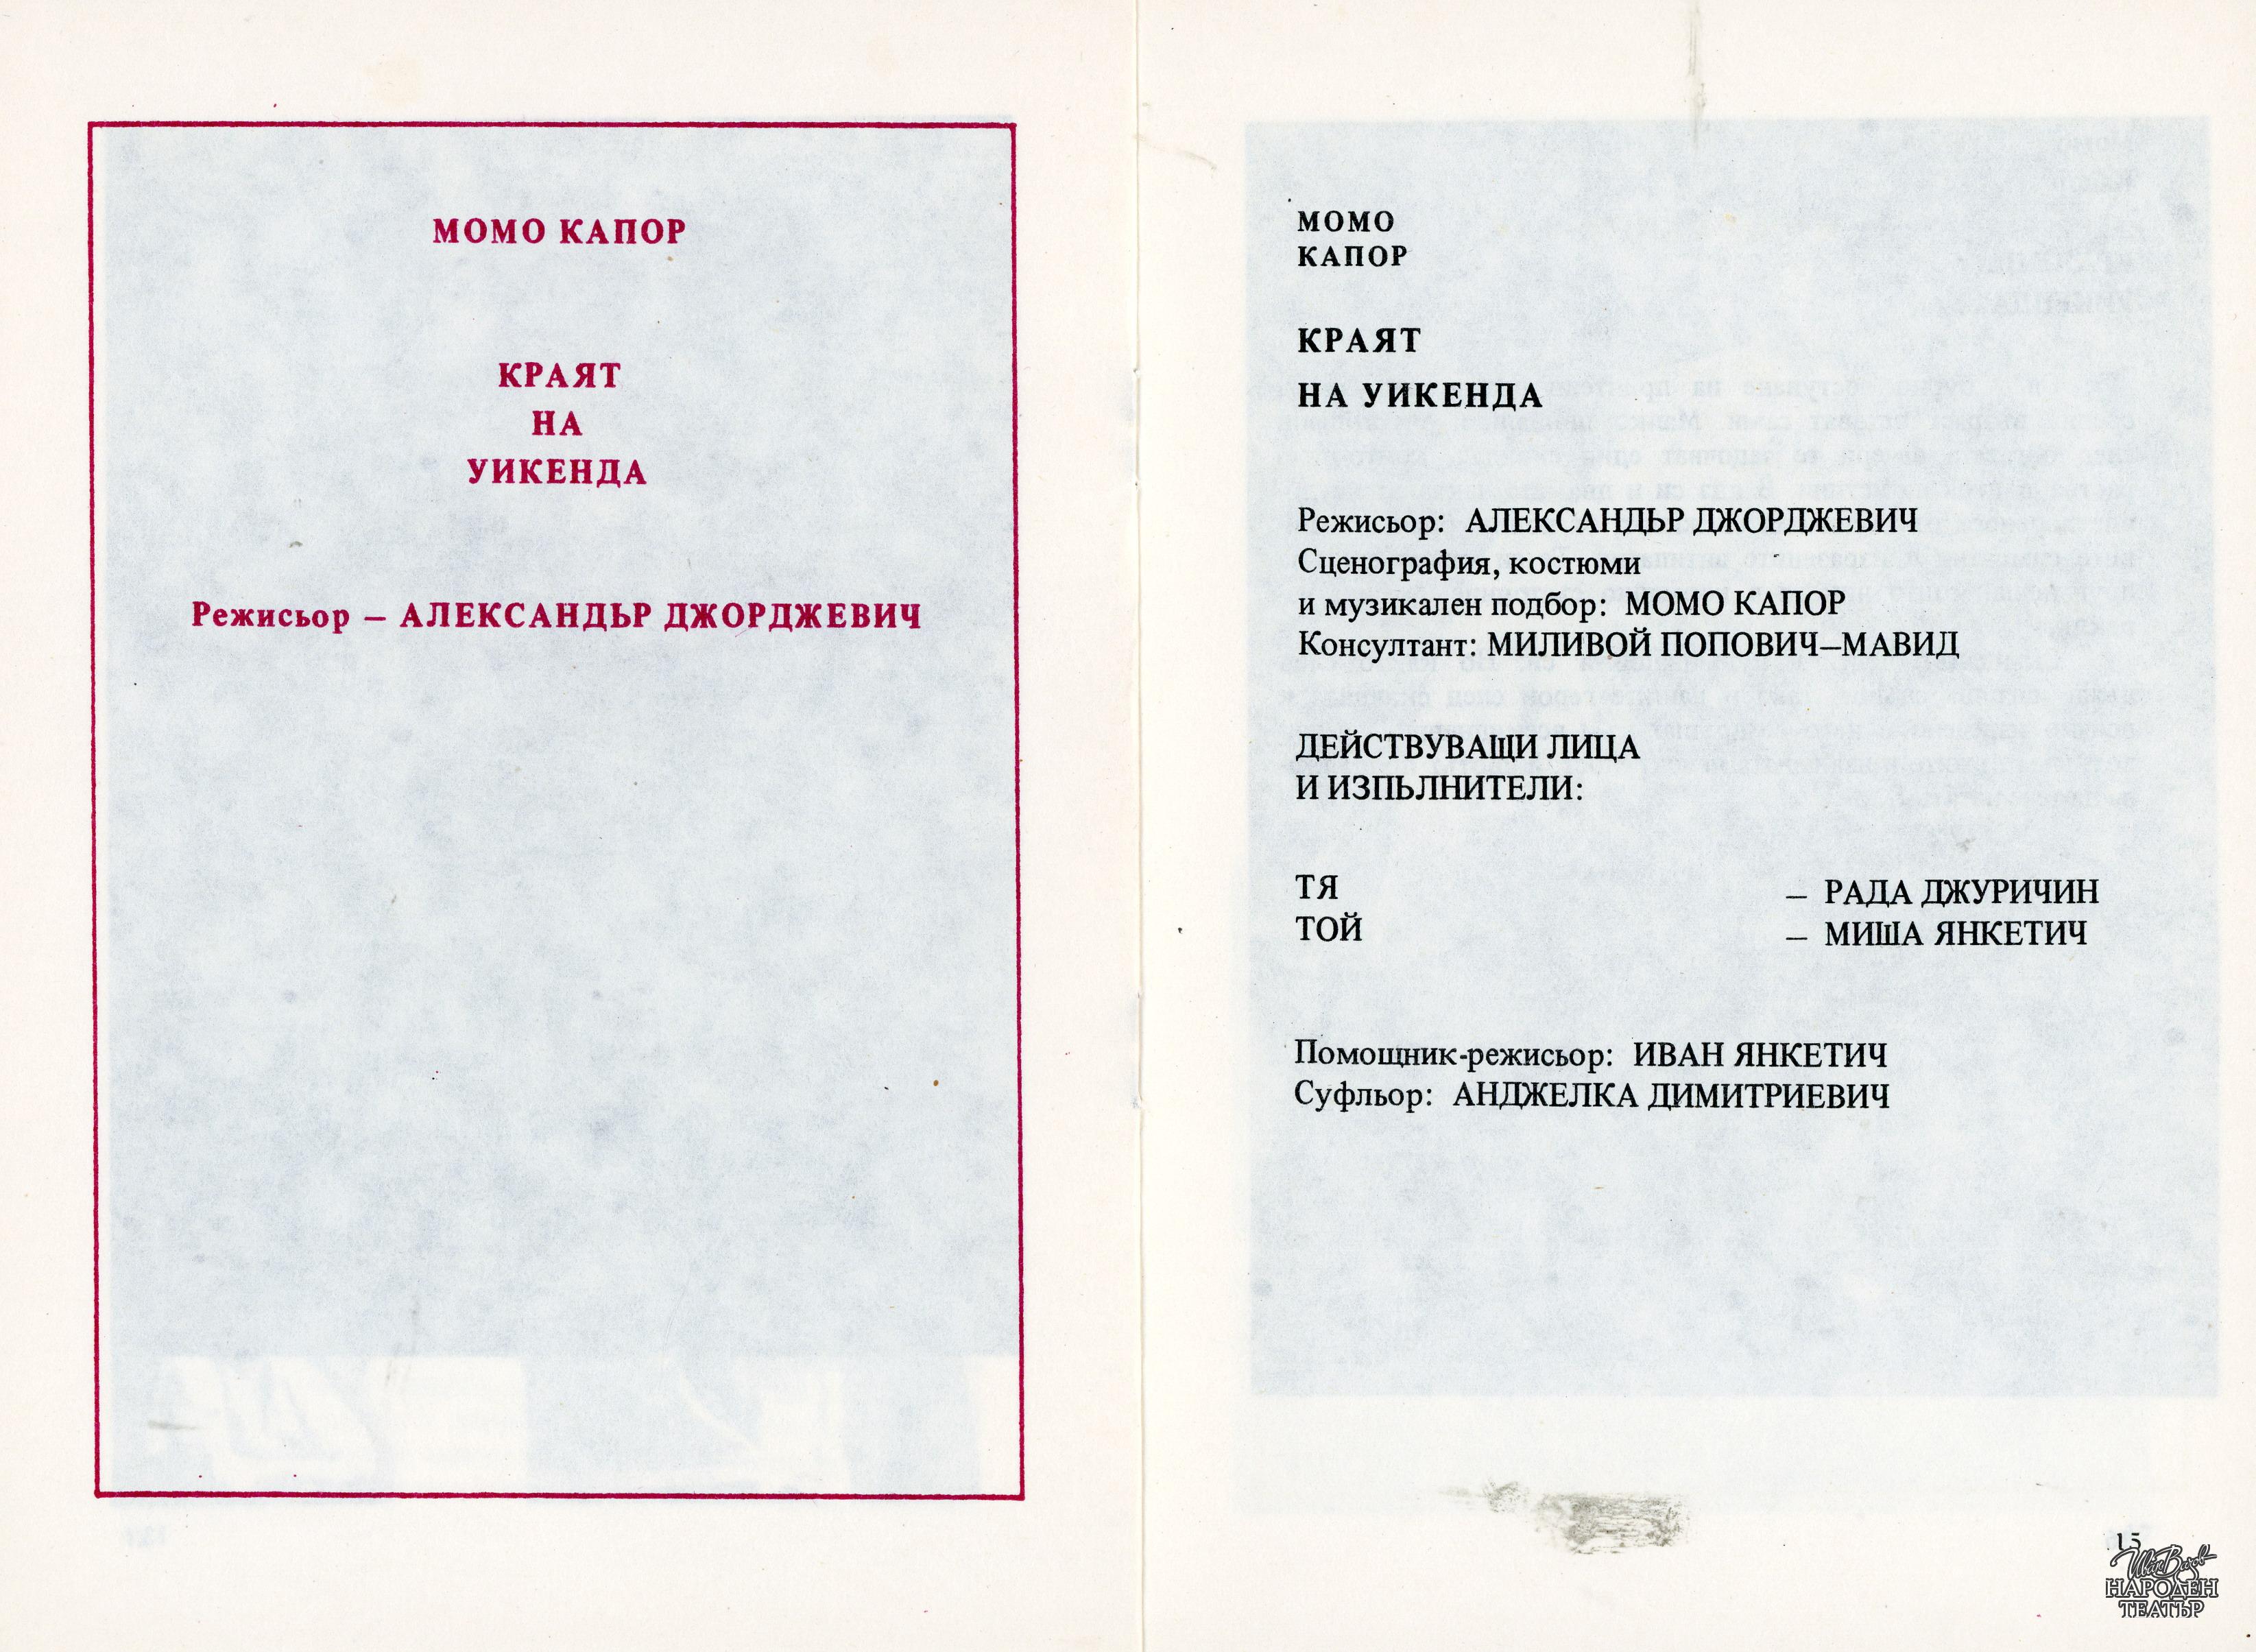 МОМО КАПОР
КРАЯТ
НА
УИКЕНДА
Режисьор – АЛЕКСАНДЬР ДЖОРДЖЕВИЧ
МОМО
КАПОР
КРАЯТ
НА УИКЕНДА
Режисьор: АЛЕКСАНДЬР ДЖОРДЖЕВИЧ
Сценография, костюми
и музикален подбор: МОМО КАПОР
Консултант: МИЛИВОЙ ПОПОВИЧ–МАВИД
ДЕЙСТВУВАЩИ ЛИЦА
И ИЗПЬЛНИТЕЛИ:
ТЯ – РАДА ДЖУРИЧИН
ТОЙ – МИША ЯНКЕТИЧ
Помощник-режисьор: ИВАН ЯНКЕТИЧ
Суфльор: АНДЖЕЛКА ДИМИТРИЕВИЧ
15
Иван Вазов
НАРОДЕН
ТЕАТЪР